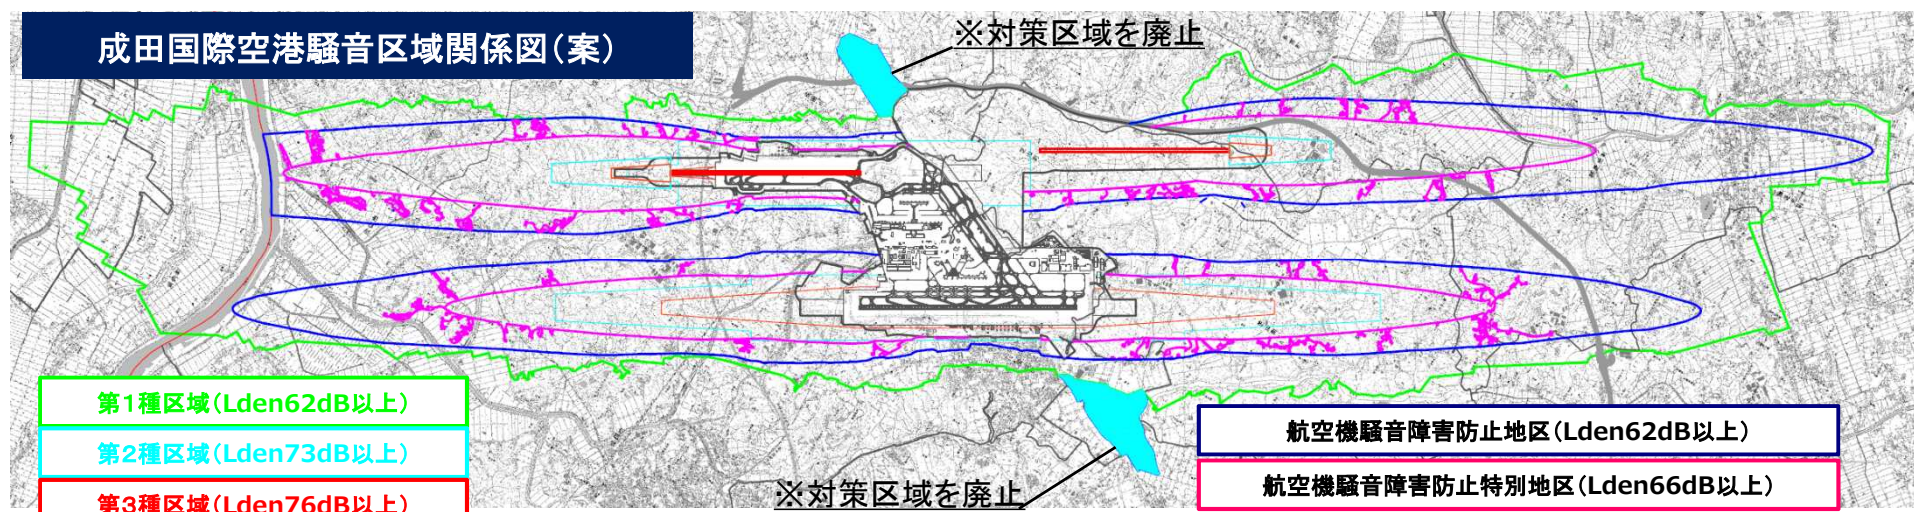 成田国際空港騒音区域関係図(案)
※対策区域を廃止
※対策区域を廃止
第1種区域(Lden62dB以上)
第2種区域(Lden73dB以上)
第3種区域(Lden76dB以上)
航空機騒音障害防止地区(Lden62dB以上)
航空機騒音障害防止特別地区(Lden66dB以上)